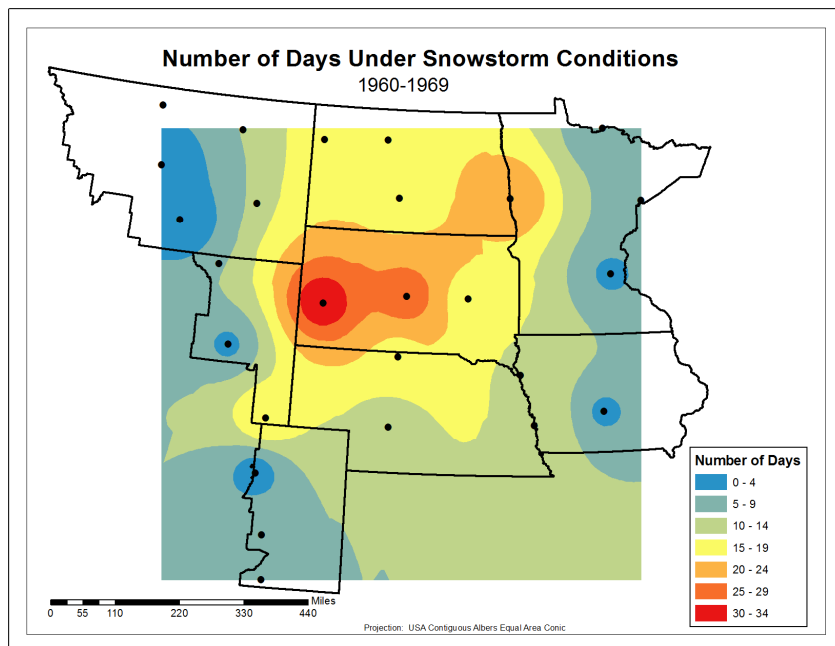 Number of Days Under Snowstorm Conditions
1960-1969
Number of Days
0 - 4
5 - 9
10 - 14
15 - 19
20 - 24
25 - 29
30 - 34
Miles
0 55 110 220 330 440
Projection: USA Contiguous Albers Equal Area Conic